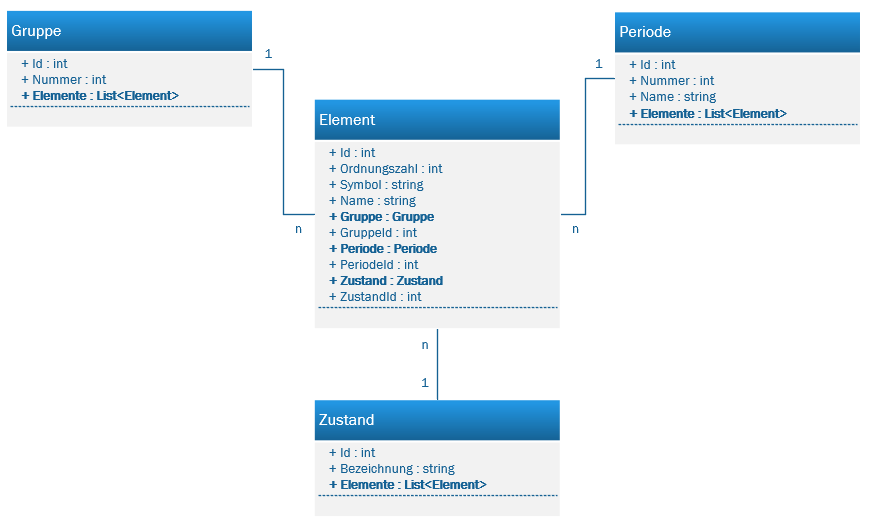 Gruppe
+ Id : int
+ Nummer : int
+ Elemente : List<Element>
1
n
Periode
+ Id : int
+ Nummer : int
+ Name : string
+ Elemente : List<Element>
1
n
Element
+ Id : int
+ Ordnungszahl : int
+ Symbol : string
+ Name : string
+ Gruppe : Gruppe
+ GruppeId : int
+ Periode : Periode
+ PeriodeId : int
+ Zustand : Zustand
+ ZustandId : int
n
1
Zustand
+ Id : int
+ Bezeichnung : string
+ Elemente : List<Element>